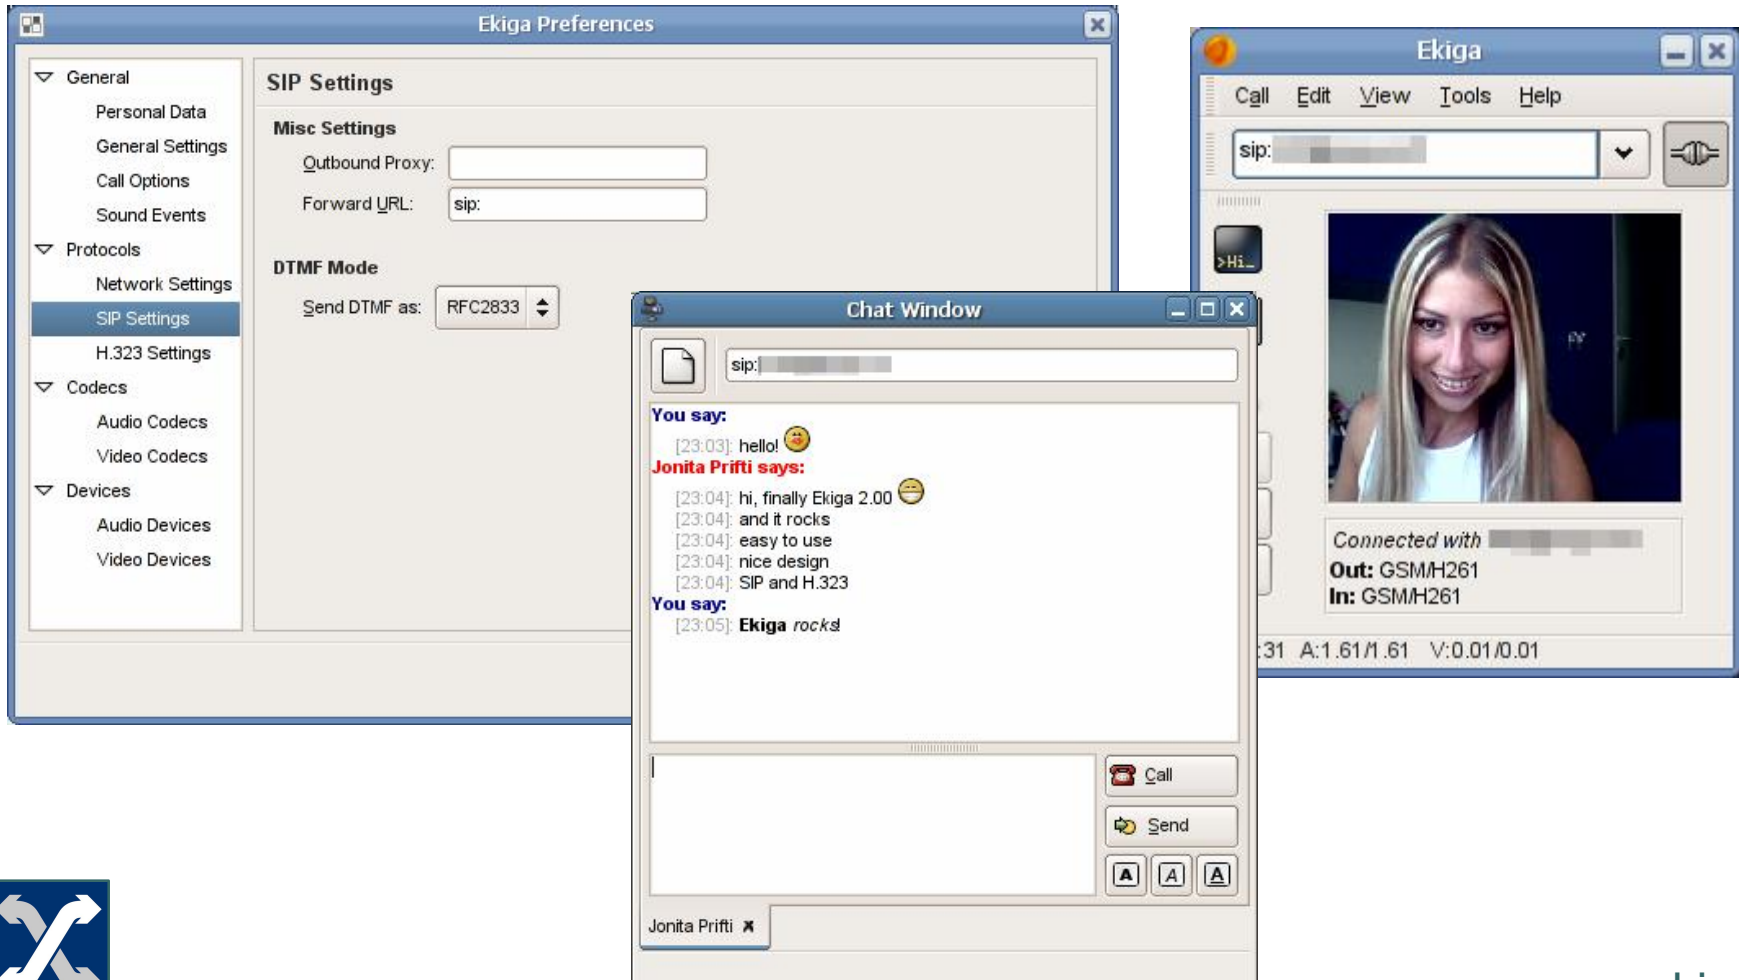 Ekiga Preferences
General
Personal Data
General Settings
Call Options
Sound Events
Protocols
Network Settings
SIP Settings
H.323 Settings
Codecs
Audio Codecs
Video Codecs
Devices
Audio Devices
Video Devices
SIP Settings
Misc Settings
Outbound Proxy:
Forward URL: sip:
DTMF Mode
Send DTMF as: RFC2833
Chat Window
sip:
You say:
[23:03]: hello!
Jonita Prifti says:
[23:04]: hi, finally Ekiga 2.00
[23:04]: and it rocks
[23:04]: easy to use
[23:04]: nice design
[23:04]: SIP and H.323
You say:
[23:05]: Ekiga rocks!
Call
Send
A A A
Jonita Prifti
Ekiga
Call Edit View Tools Help
sip:
>Hi_
Connected with
Out: GSM/H261
In: GSM/H261
:31 A:1.61/1.61 V:0.01/0.01